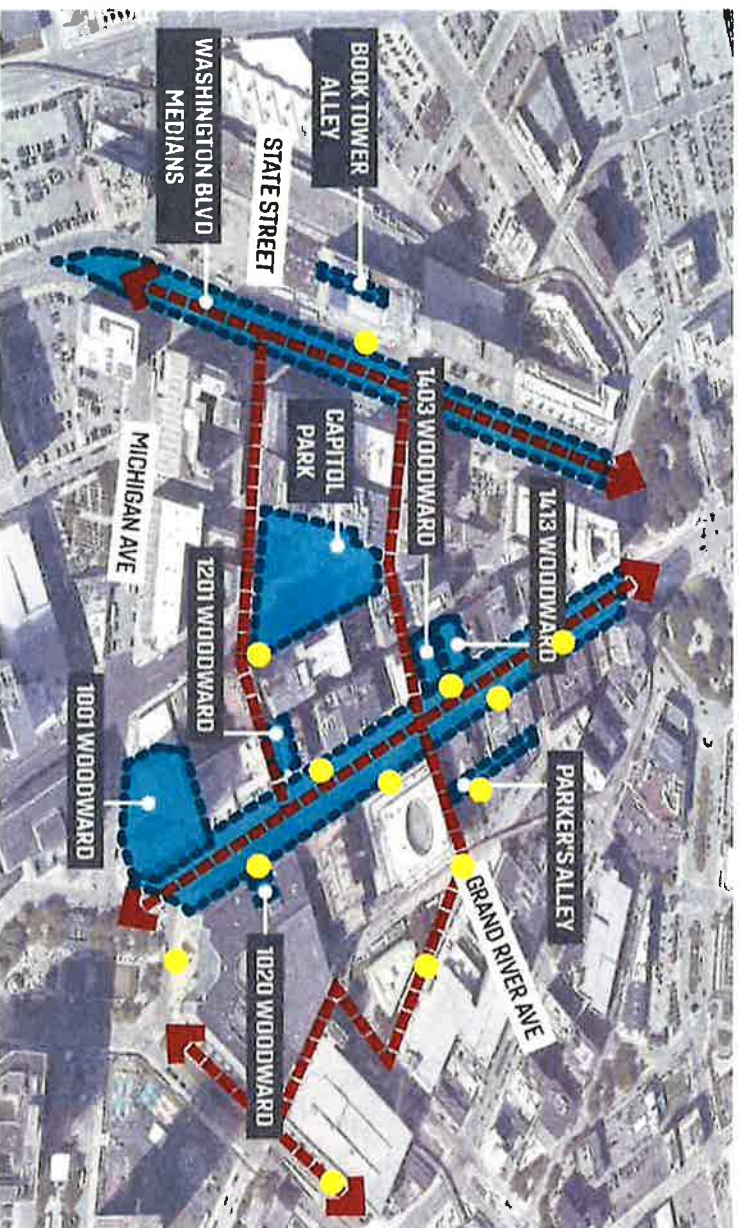 PARKER'S ALLEY
1413 WOODWARD
GRAND RIVER AVE
1403 WOODWARD
BOOK TOWER
ALLEY
CAPITOL
PARK
STATE STREET
1020 WOODWARD
WASHINGTON BLVD
MEDIANS
1201 WOODWARD
MICHIGAN AVE
1001 WOODWARD